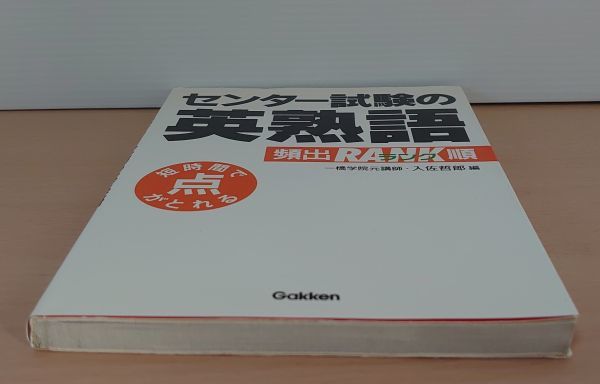 センター試験の
英熟語
頻出RANK順
ランク
一橋学院元講師・入佐哲郎 編
短時間で
点
がとれる
Gakken